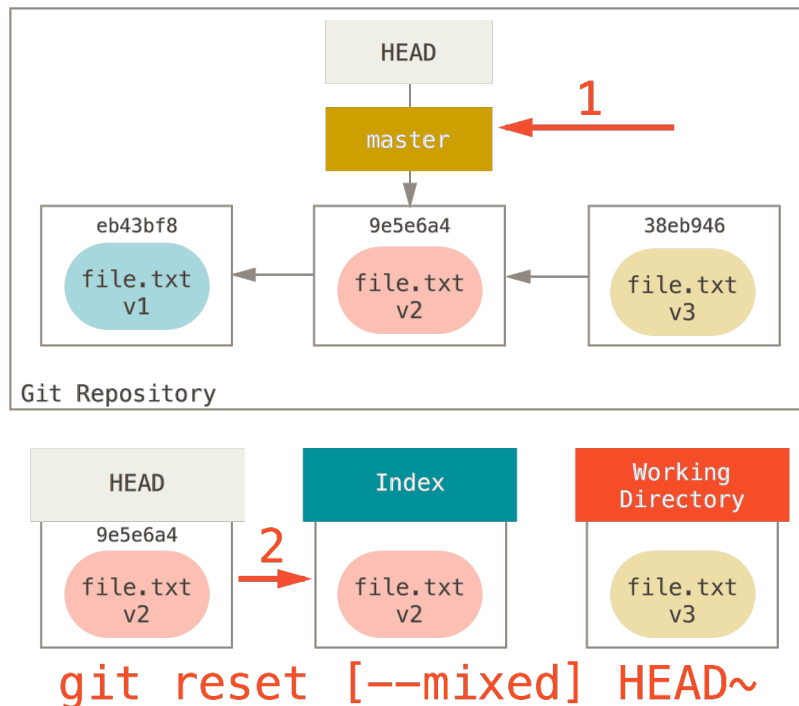 HEAD
1
master
eb43bf8
9e5e6a4
38eb946
file.txt
v1
file.txt
v2
file.txt
v3
Git Repository
HEAD
Index
Working
Directory
9e5e6a4
2
file.txt
v2
file.txt
v2
file.txt
v3
git reset [--mixed] HEAD~